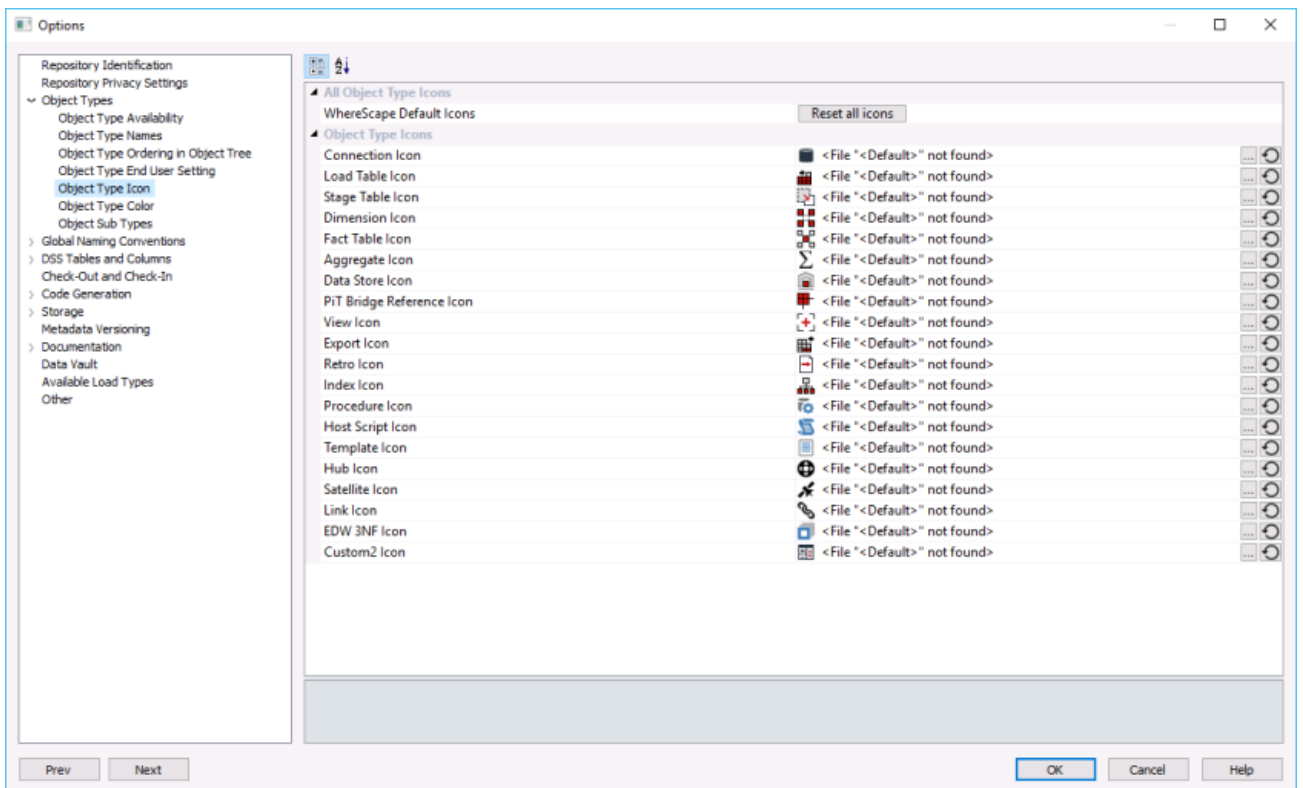 Options
Repository Identification
Repository Privacy Settings
Object Types
Object Type Availability
Object Type Names
Object Type Ordering in Object Tree
Object Type End User Setting
Object Type Icon
Object Type Color
Object Sub Types
Global Naming Conventions
DSS Tables and Columns
Check-Out and Check-In
Code Generation
Storage
Metadata Versioning
Documentation
Data Vault
Available Load Types
Other
All Object Type Icons
WhereScape Default Icons Reset all icons
Object Type Icons
Connection Icon <File "<Default>" not found> ...
Load Table Icon <File "<Default>" not found> ...
Stage Table Icon <File "<Default>" not found> ...
Dimension Icon <File "<Default>" not found> ...
Fact Table Icon <File "<Default>" not found> ...
Aggregate Icon <File "<Default>" not found> ...
Data Store Icon <File "<Default>" not found> ...
PiT Bridge Reference Icon <File "<Default>" not found> ...
View Icon <File "<Default>" not found> ...
Export Icon <File "<Default>" not found> ...
Retro Icon <File "<Default>" not found> ...
Index Icon <File "<Default>" not found> ...
Procedure Icon <File "<Default>" not found> ...
Host Script Icon <File "<Default>" not found> ...
Template Icon <File "<Default>" not found> ...
Hub Icon <File "<Default>" not found> ...
Satellite Icon <File "<Default>" not found> ...
Link Icon <File "<Default>" not found> ...
EDW 3NF Icon <File "<Default>" not found> ...
Custom2 Icon <File "<Default>" not found> ...
Prev Next OK Cancel Help